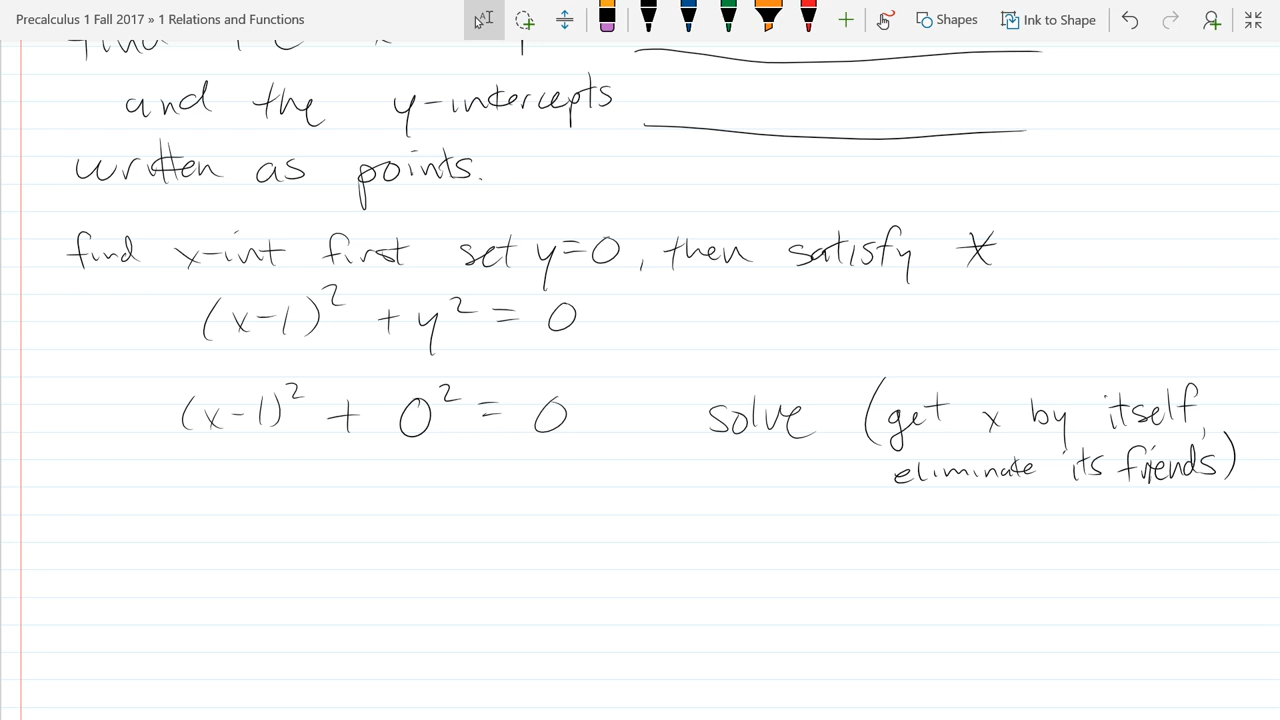 Precalculus 1 Fall 2017 » 1 Relations and Functions
Shapes
Ink to Shape
and the y-intercepts
written as points.
find x-int first set y=0, then satisfy *
(x-1)² + y² = 0
(x-1)² + 0² = 0 solve (get x by itself,
eliminate its friends)